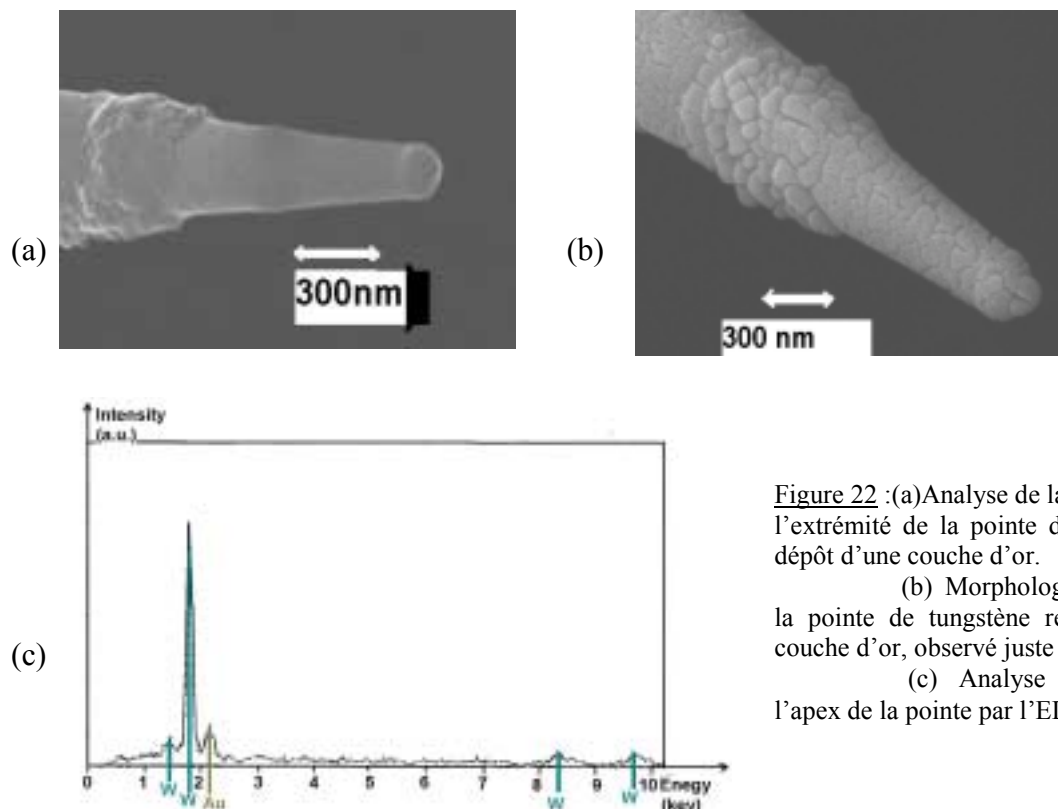 (a)
300nm
(b)
300 nm
(c)
Intensity
(a.u.)
0 1 2 3 4 5 6 7 8 9 10 Enegy
(kev)
W W Au W W
Figure 22 :(a)Analyse de la
l’extrémité de la pointe d
dépôt d’une couche d’or.
(b) Morpholog
la pointe de tungstène re
couche d’or, observé juste
(c) Analyse
l’apex de la pointe par l’EI